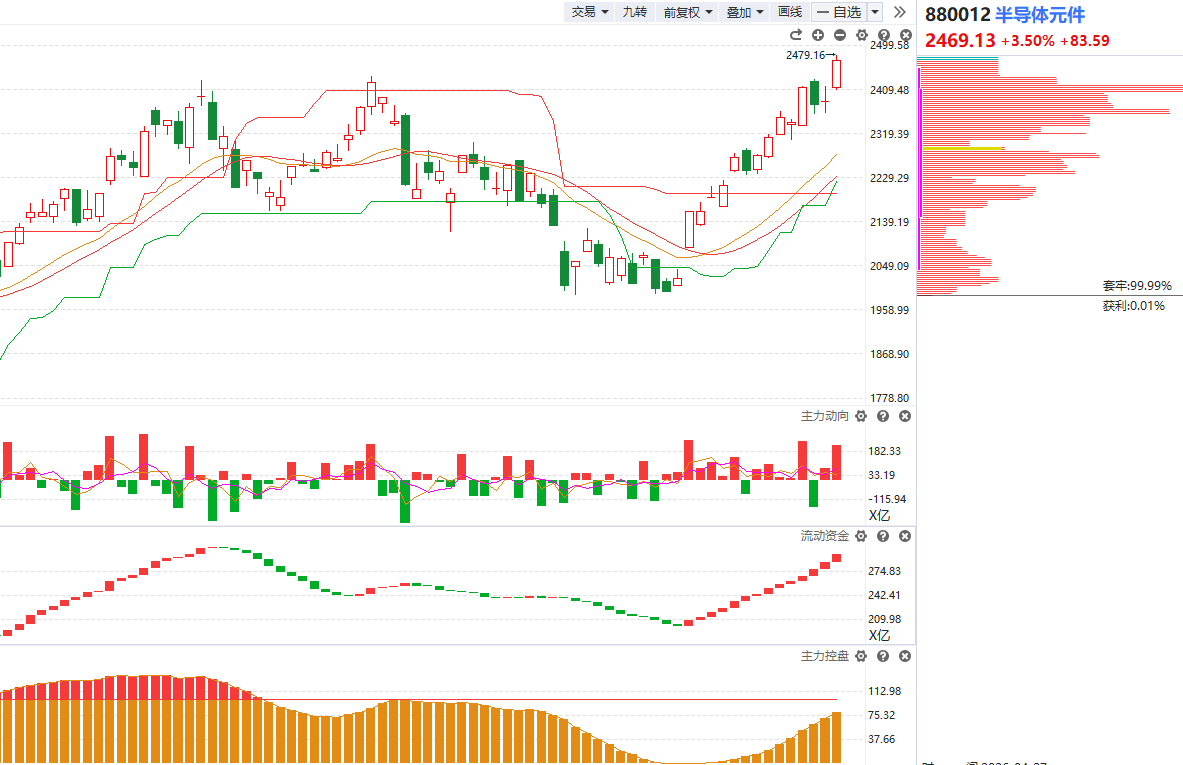 交易 九转 前复权 叠加 画线 一自选
880012 半导体元件
2469.13 +3.50% +83.59
2479.16→
2499.58
2409.48
2319.39
2229.29
2139.19
2049.09
1958.99
1868.90
1778.80
套牢:99.99%
获利:0.01%
主力动向
182.33
33.19
-115.94
X亿
流动资金
274.83
242.41
209.98
X亿
主力控盘
112.98
75.32
37.66